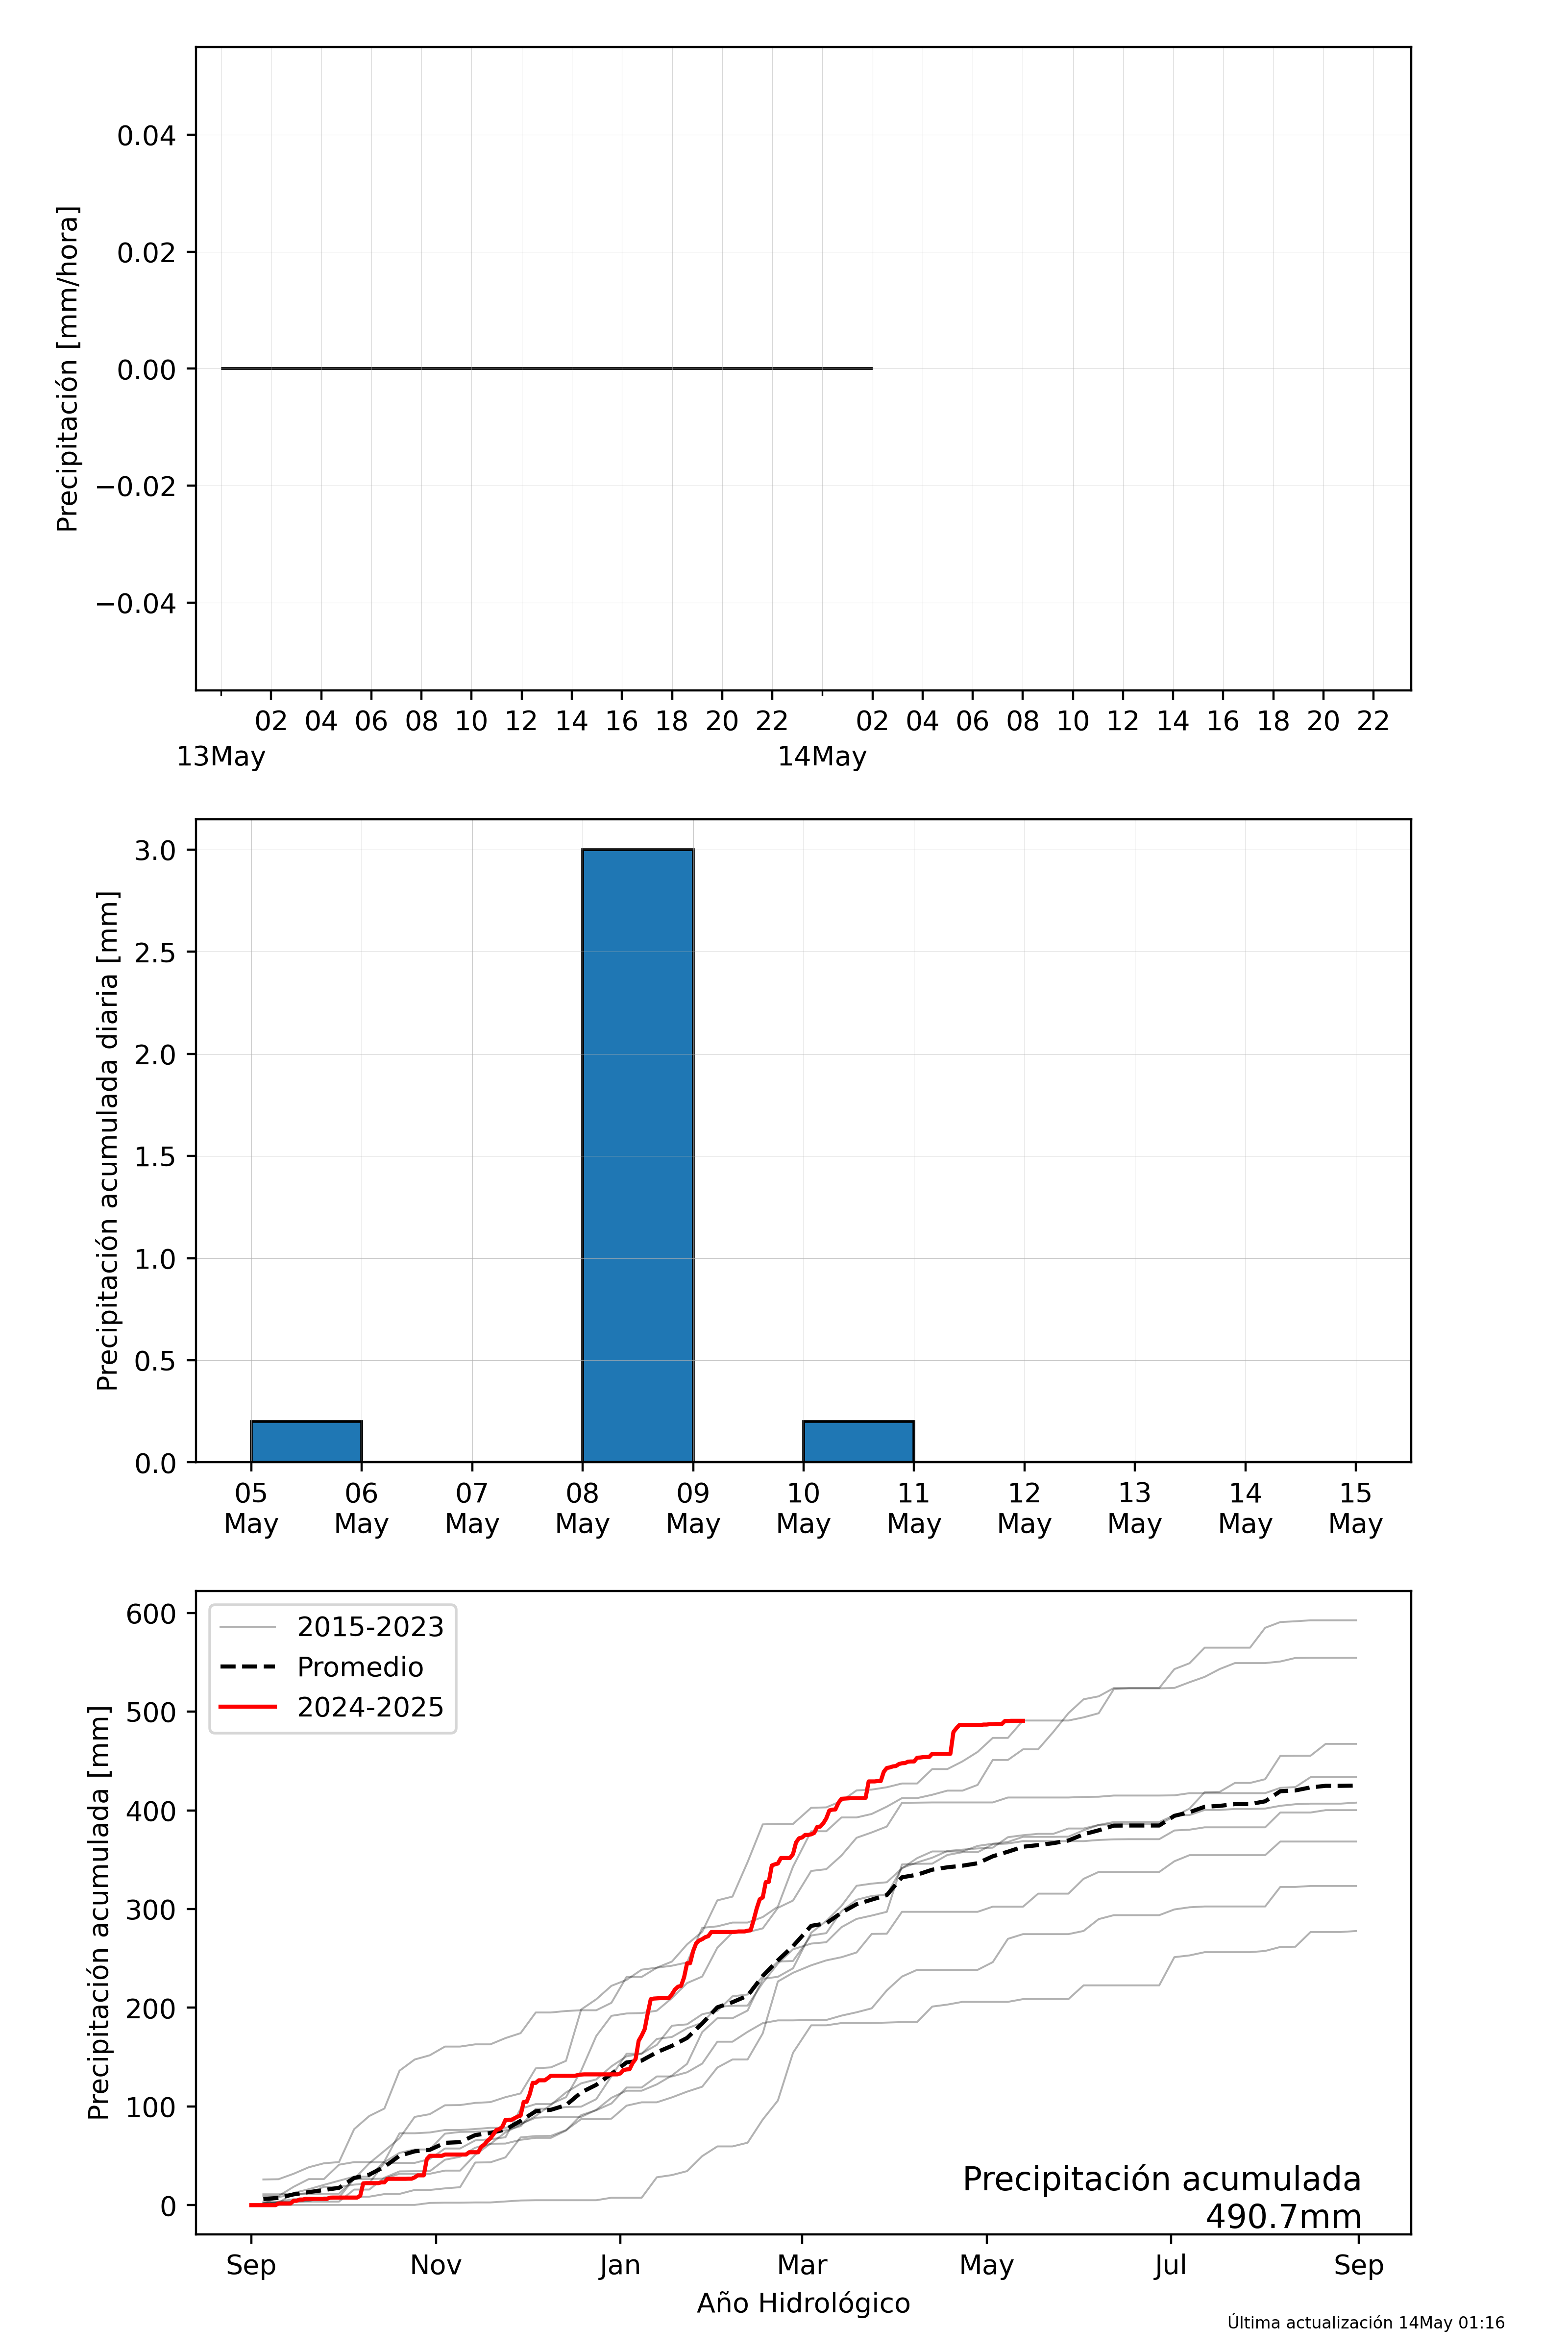 0.04
0.02
0.00
−0.02
−0.04
Precipitación [mm/hora]
02 04 06 08 10 12 14 16 18 20 22 02 04 06 08 10 12 14 16 18 20 22
13May 14May
3.0
2.5
2.0
1.5
1.0
0.5
0.0
Precipitación acumulada diaria [mm]
05 06 07 08 09 10 11 12 13 14 15
May May May May May May May May May May May
600
500
400
300
200
100
0
Precipitación acumulada [mm]
2015-2023
Promedio
2024-2025
Precipitación acumulada
490.7mm
Sep Nov Jan Mar May Jul Sep
Año Hidrológico
Última actualización 14May 01:16